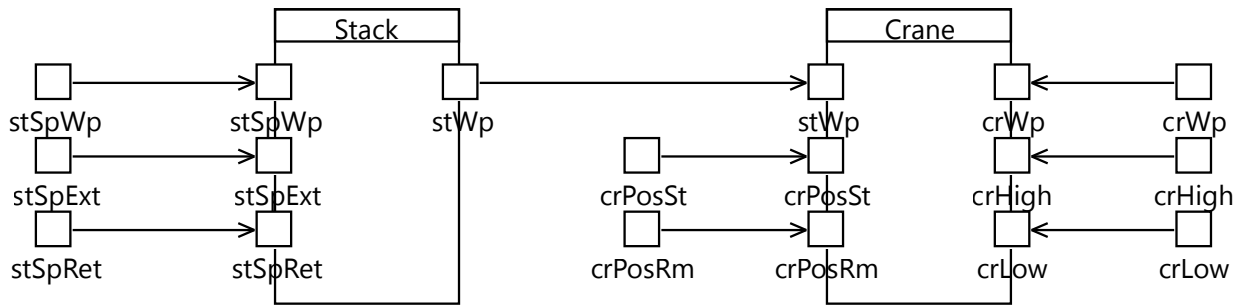 Stack
Crane
stSpWp
stSpWp
stWp
stWp
crWp
crWp
stSpExt
stSpExt
crPosSt
crPosSt
crHigh
crHigh
stSpRet
stSpRet
crPosRm
crPosRm
crLow
crLow